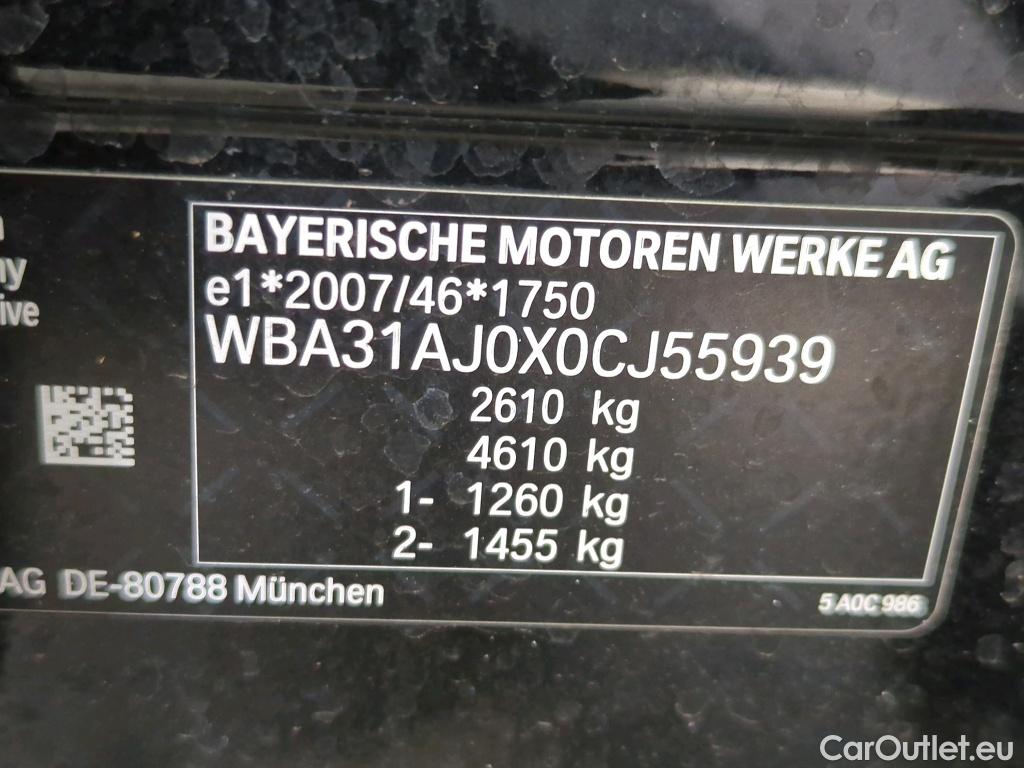 BAYERISCHE MOTOREN WERKE AG
e1*2007/46*1750
WBA31AJ0X0CJ55939
2610 kg
4610 kg
1- 1260 kg
2- 1455 kg
AG DE-80788 München
5 A0C 986
CarOutlet.eu